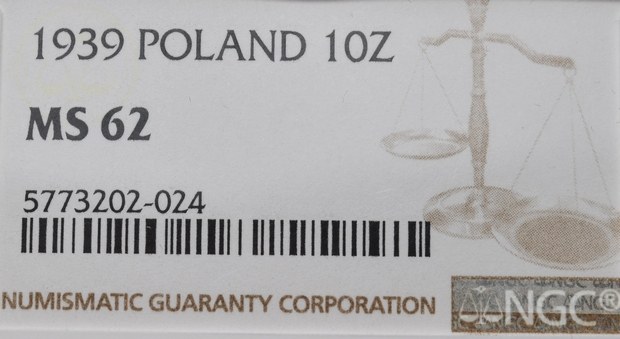 1939 POLAND 10Z
MS 62
5773202-024
NUMISMATIC GUARANTY CORPORATION
NGC®